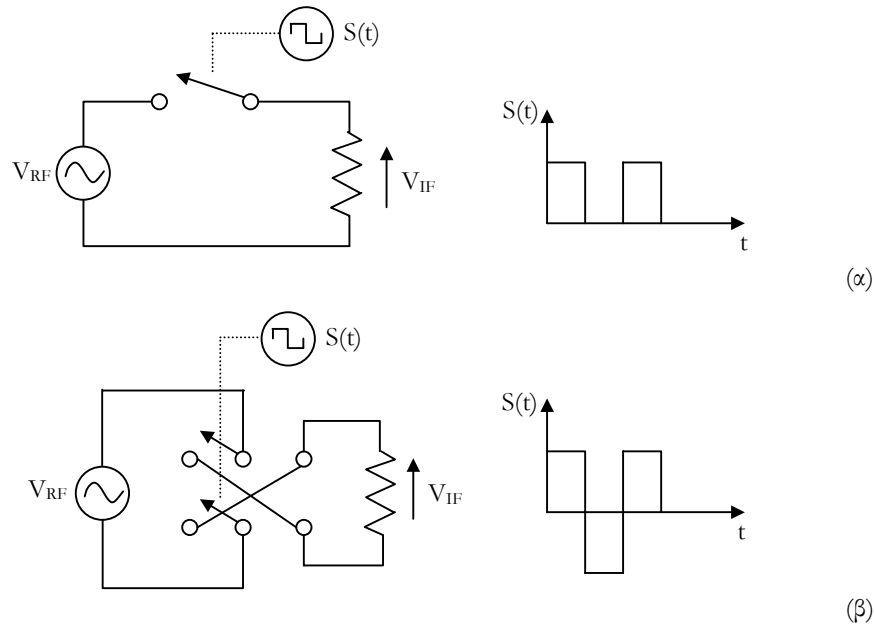 S(t)
V_RF
V_IF
S(t)
t
(α)
S(t)
V_RF
V_IF
S(t)
t
(β)